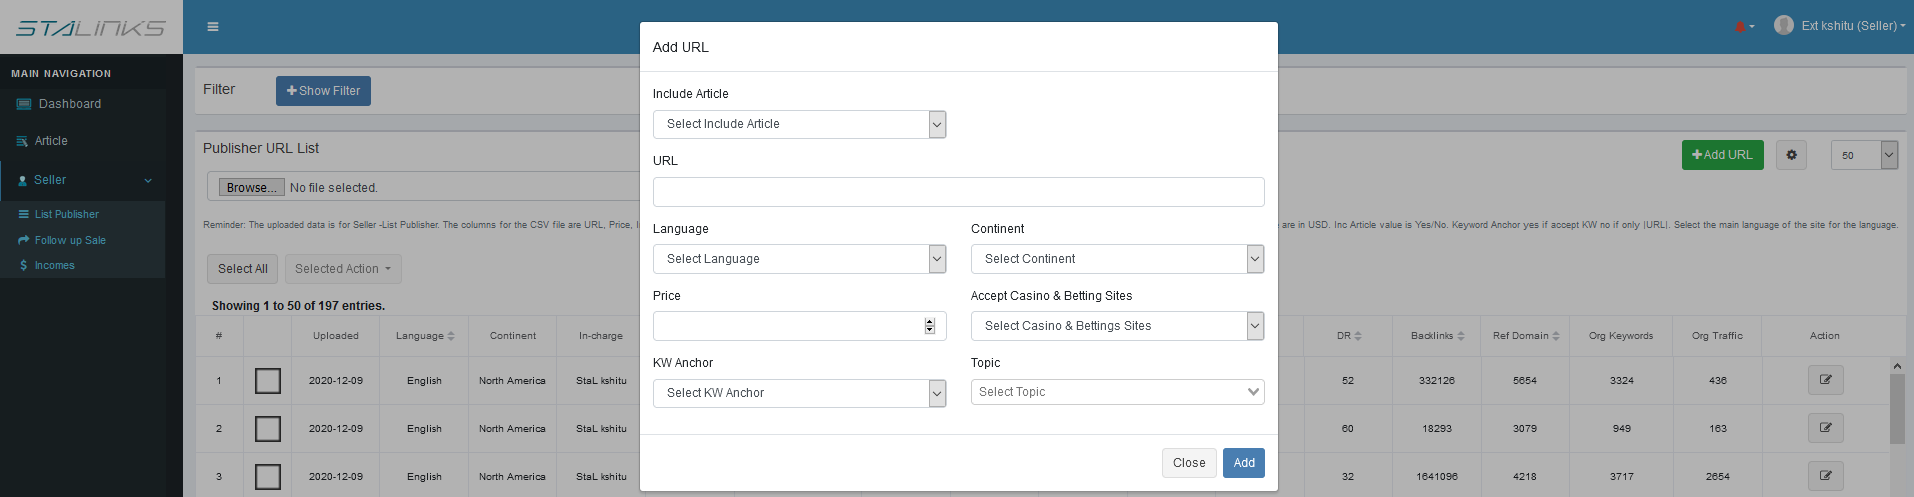 STALINKS
Ext kshitu (Seller)
MAIN NAVIGATION
Dashboard
Article
Seller
List Publisher
Follow up Sale
Incomes
Filter
Show Filter
Publisher URL List
Add URL
50
Browse... No file selected.
Reminder: The uploaded data is for Seller -List Publisher. The columns for the CSV file are URL, Price, I
are in USD. Inc Article value is Yes/No. Keyword Anchor yes if accept KW no if only |URL|. Select the main language of the site for the language.
Select All
Selected Action
Showing 1 to 50 of 197 entries.
# Uploaded Language Continent In-charge DR Backlinks Ref Domain Org Keywords Org Traffic Action
1 2020-12-09 English North America StaL kshitu 52 332126 5654 3324 436
2 2020-12-09 English North America StaL kshitu 60 18293 3079 949 163
3 2020-12-09 English North America StaL kshitu 32 1641096 4218 3717 2654
Add URL
Include Article
Select Include Article
URL
Language Continent
Select Language Select Continent
Price Accept Casino & Betting Sites
Select Casino & Bettings Sites
KW Anchor Topic
Select KW Anchor Select Topic
Close Add